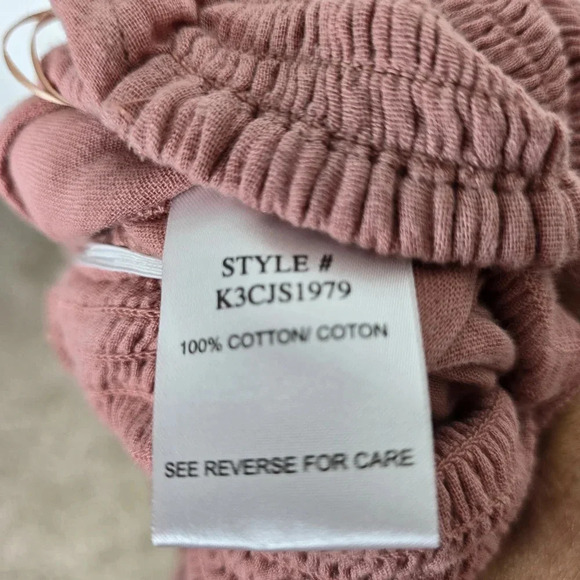 STYLE #
K3CJS1979
100% COTTON/ COTON
SEE REVERSE FOR CARE